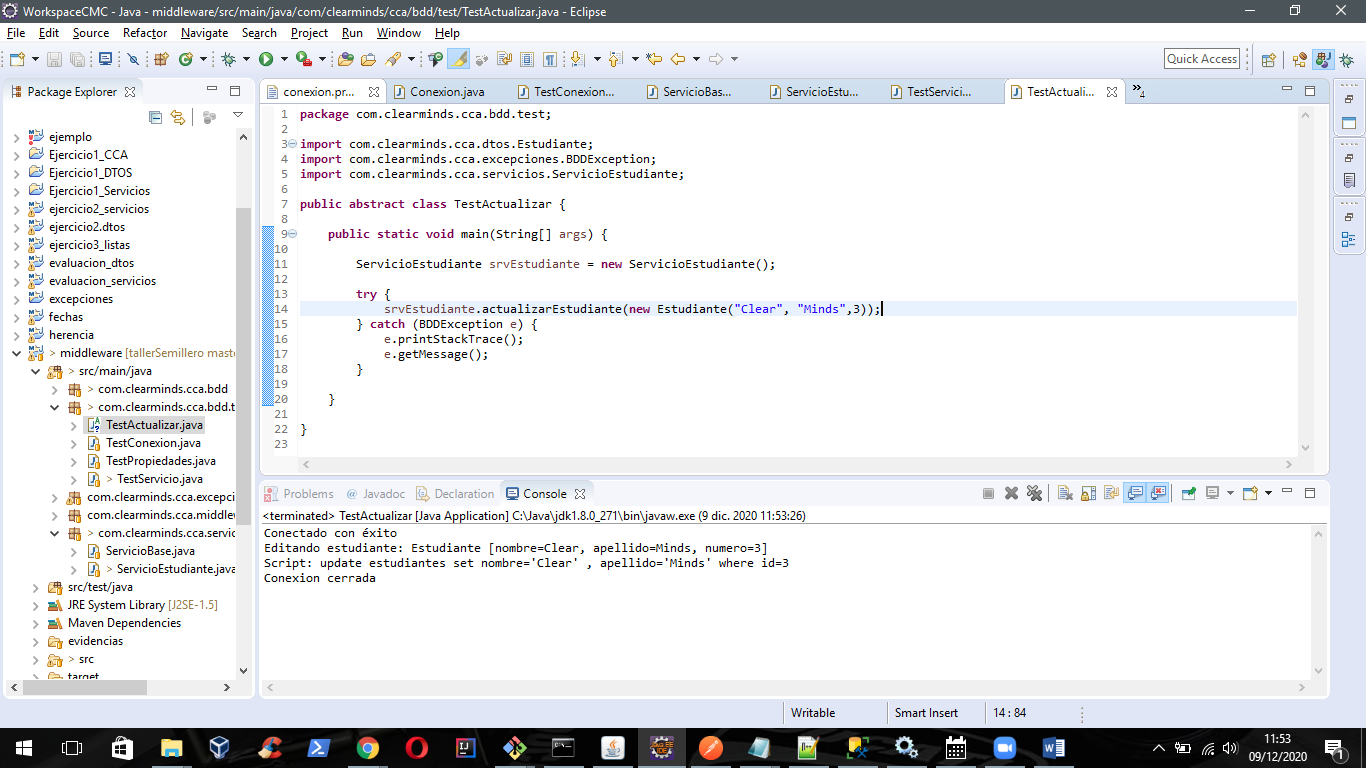 WorkspaceCMC - Java - middleware/src/main/java/com/clearminds/cca/bdd/test/TestActualizar.java - Eclipse
File Edit Source Refactor Navigate Search Project Run Window Help
Quick Access
Package Explorer
ejemplo
Ejercicio1_CCA
Ejercicio1_DTOS
Ejercicio1_Servicios
ejercicio2_servicios
ejercicio2.dtos
ejercicio3_listas
evaluacion_dtos
evaluacion_servicios
excepciones
fechas
herencia
> middleware [tallerSemillero mast
> src/main/java
> com.clearminds.cca.bdd
> com.clearminds.cca.bdd.t
TestActualizar.java
TestConexion.java
TestPropiedades.java
> TestServicio.java
com.clearminds.cca.excepci
com.clearminds.cca.middlew
> com.clearminds.cca.servic
ServicioBase.java
> ServicioEstudiante.java
src/test/java
JRE System Library [J2SE-1.5]
Maven Dependencies
evidencias
> src
target
conexion.pr... Conexion.java TestConexion... ServicioBas... ServicioEstu... TestServici... TestActuali... »4
1 package com.clearminds.cca.bdd.test;
2
3 import com.clearminds.cca.dtos.Estudiante;
4 import com.clearminds.cca.excepciones.BDDException;
5 import com.clearminds.cca.servicios.ServicioEstudiante;
6
7 public abstract class TestActualizar {
8
9 public static void main(String[] args) {
10
11 ServicioEstudiante srvEstudiante = new ServicioEstudiante();
12
13 try {
14 srvEstudiante.actualizarEstudiante(new Estudiante("Clear", "Minds",3));
15 } catch (BDDException e) {
16 e.printStackTrace();
17 e.getMessage();
18 }
19
20 }
21
22 }
23
Problems @ Javadoc Declaration Console
<terminated> TestActualizar [Java Application] C:\Java\jdk1.8.0_271\bin\javaw.exe (9 dic. 2020 11:53:26)
Conectado con éxito
Editando estudiante: Estudiante [nombre=Clear, apellido=Minds, numero=3]
Script: update estudiantes set nombre='Clear' , apellido='Minds' where id=3
Conexion cerrada
Writable Smart Insert 14 : 84
11:53
09/12/2020
1